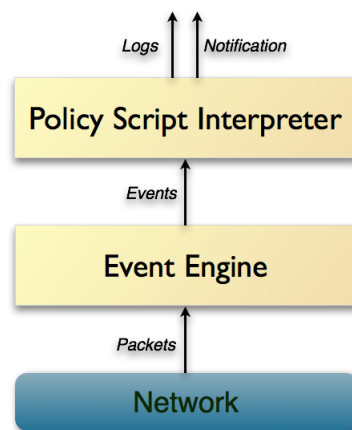 Logs Notification
Policy Script Interpreter
Events
Event Engine
Packets
Network